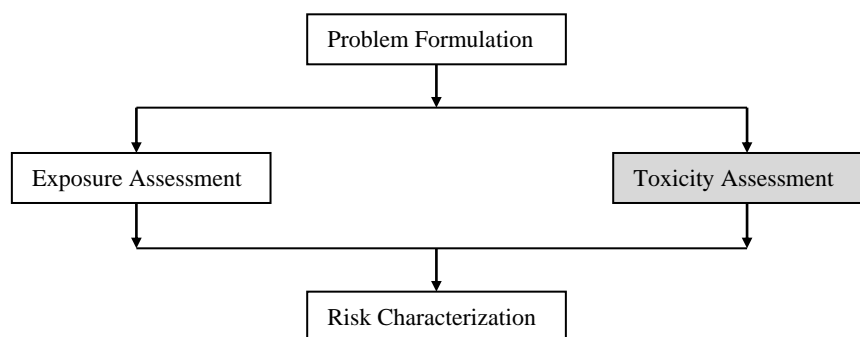 Problem Formulation
Exposure Assessment
Toxicity Assessment
Risk Characterization